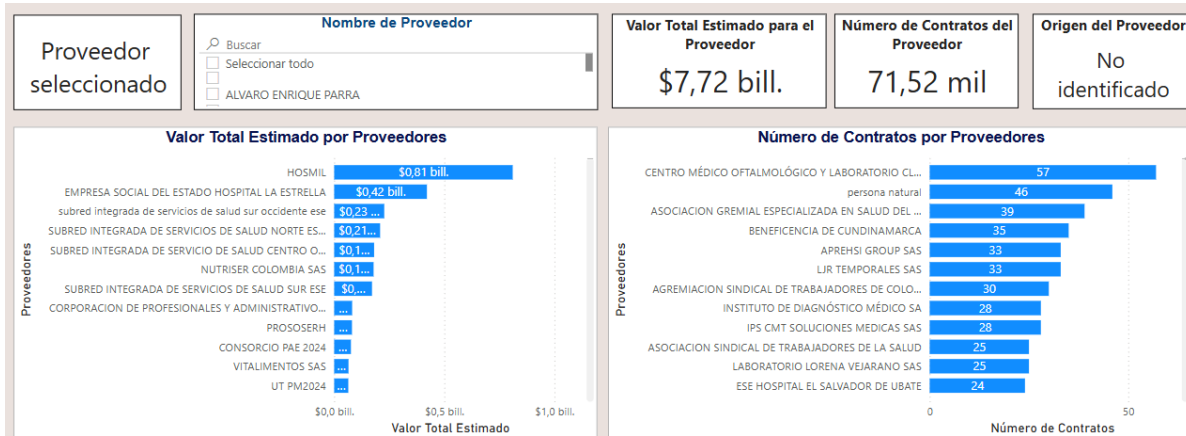 Proveedor
seleccionado
Nombre de Proveedor
Buscar
Seleccionar todo
ALVARO ENRIQUE PARRA
Valor Total Estimado para el
Proveedor
$7,72 bill.
Número de Contratos del
Proveedor
71,52 mil
Origen del Proveedor
No
identificado
Valor Total Estimado por Proveedores
Proveedores
HOSMIL $0,81 bill.
EMPRESA SOCIAL DEL ESTADO HOSPITAL LA ESTRELLA $0,42 bill.
subred integrada de servicios de salud sur occidente ese $0,23 ...
SUBRED INTEGRADA DE SERVICIOS DE SALUD NORTE ES... $0,21...
SUBRED INTEGRADA DE SERVICIO DE SALUD CENTRO O... $0,1...
NUTRISER COLOMBIA SAS $0,1...
SUBRED INTEGRADA DE SERVICIOS DE SALUD SUR ESE $0,...
CORPORACION DE PROFESIONALES Y ADMINISTRATIVO... ...
PROSOSERH ...
CONSORCIO PAE 2024 ...
VITALIMENTOS SAS ...
UT PM2024 ...
$0,0 bill. $0,5 bill. $1,0 bill.
Valor Total Estimado
Número de Contratos por Proveedores
Proveedores
CENTRO MÉDICO OFTALMOLÓGICO Y LABORATORIO CL... 57
persona natural 46
ASOCIACION GREMIAL ESPECIALIZADA EN SALUD DEL ... 39
BENEFICENCIA DE CUNDINAMARCA 35
APREHSI GROUP SAS 33
LJR TEMPORALES SAS 33
AGREMIACION SINDICAL DE TRABAJADORES DE COLO... 30
INSTITUTO DE DIAGNÓSTICO MÉDICO SA 28
IPS CMT SOLUCIONES MEDICAS SAS 28
ASOCIACION SINDICAL DE TRABAJADORES DE LA SALUD 25
LABORATORIO LORENA VEJARANO SAS 25
ESE HOSPITAL EL SALVADOR DE UBATE 24
0 50
Número de Contratos